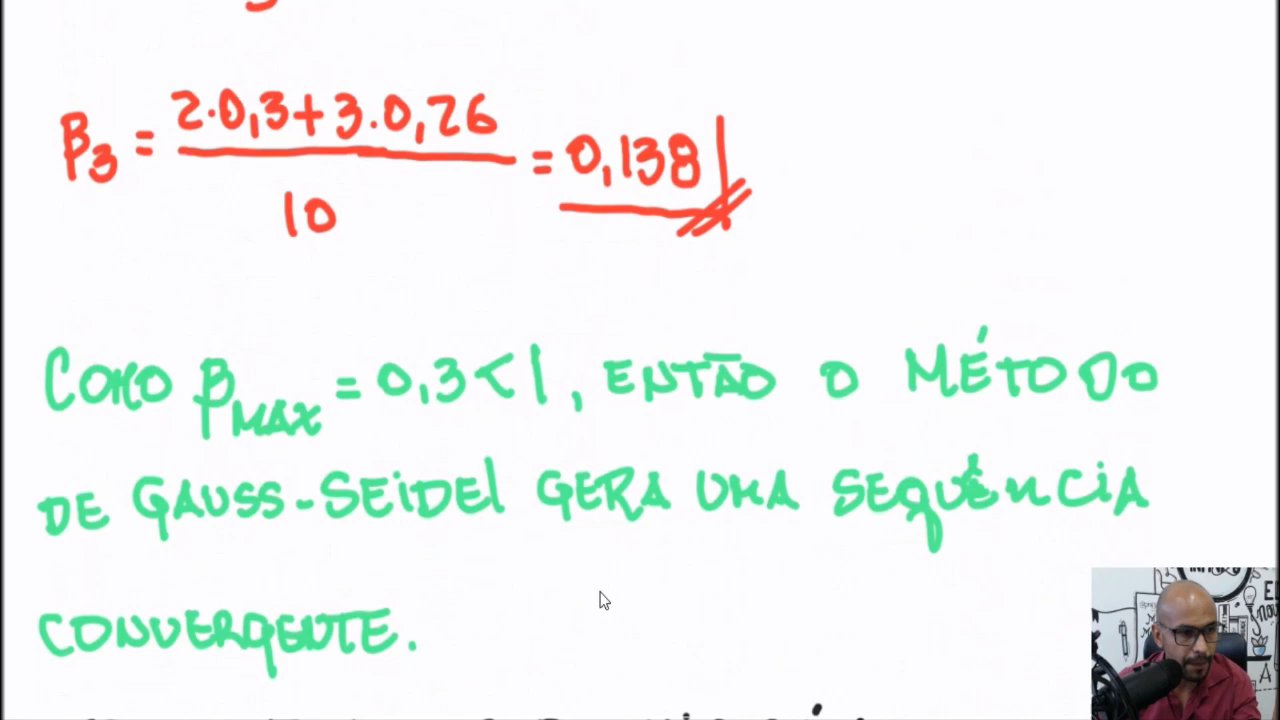 β₃ = 2·0,3+3·0,26 / 10 = 0,138
COMO β_MAX = 0,3<1, ENTÃO O MÉTODO
DE GAUSS-SEIDEL GERA UMA SEQUÊNCIA
CONVERGENTE.